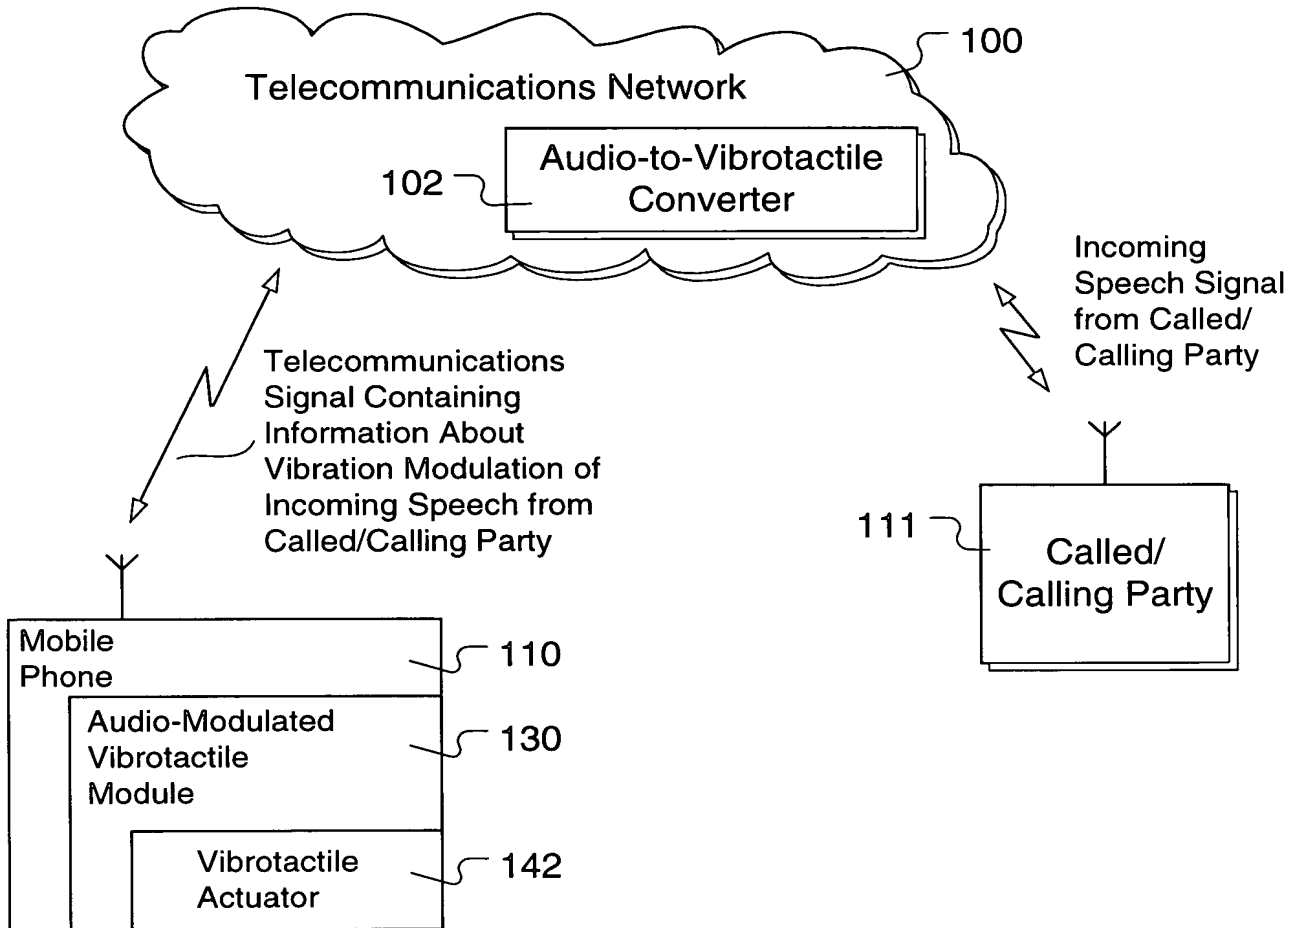 100
Telecommunications Network
Audio-to-Vibrotactile
Converter
102
Incoming
Speech Signal
from Called/
Calling Party
Telecommunications
Signal Containing
Information About
Vibration Modulation of
Incoming Speech from
Called/Calling Party
111
Called/
Calling Party
Mobile
Phone
110
Audio-Modulated
Vibrotactile
Module
130
Vibrotactile
Actuator
142